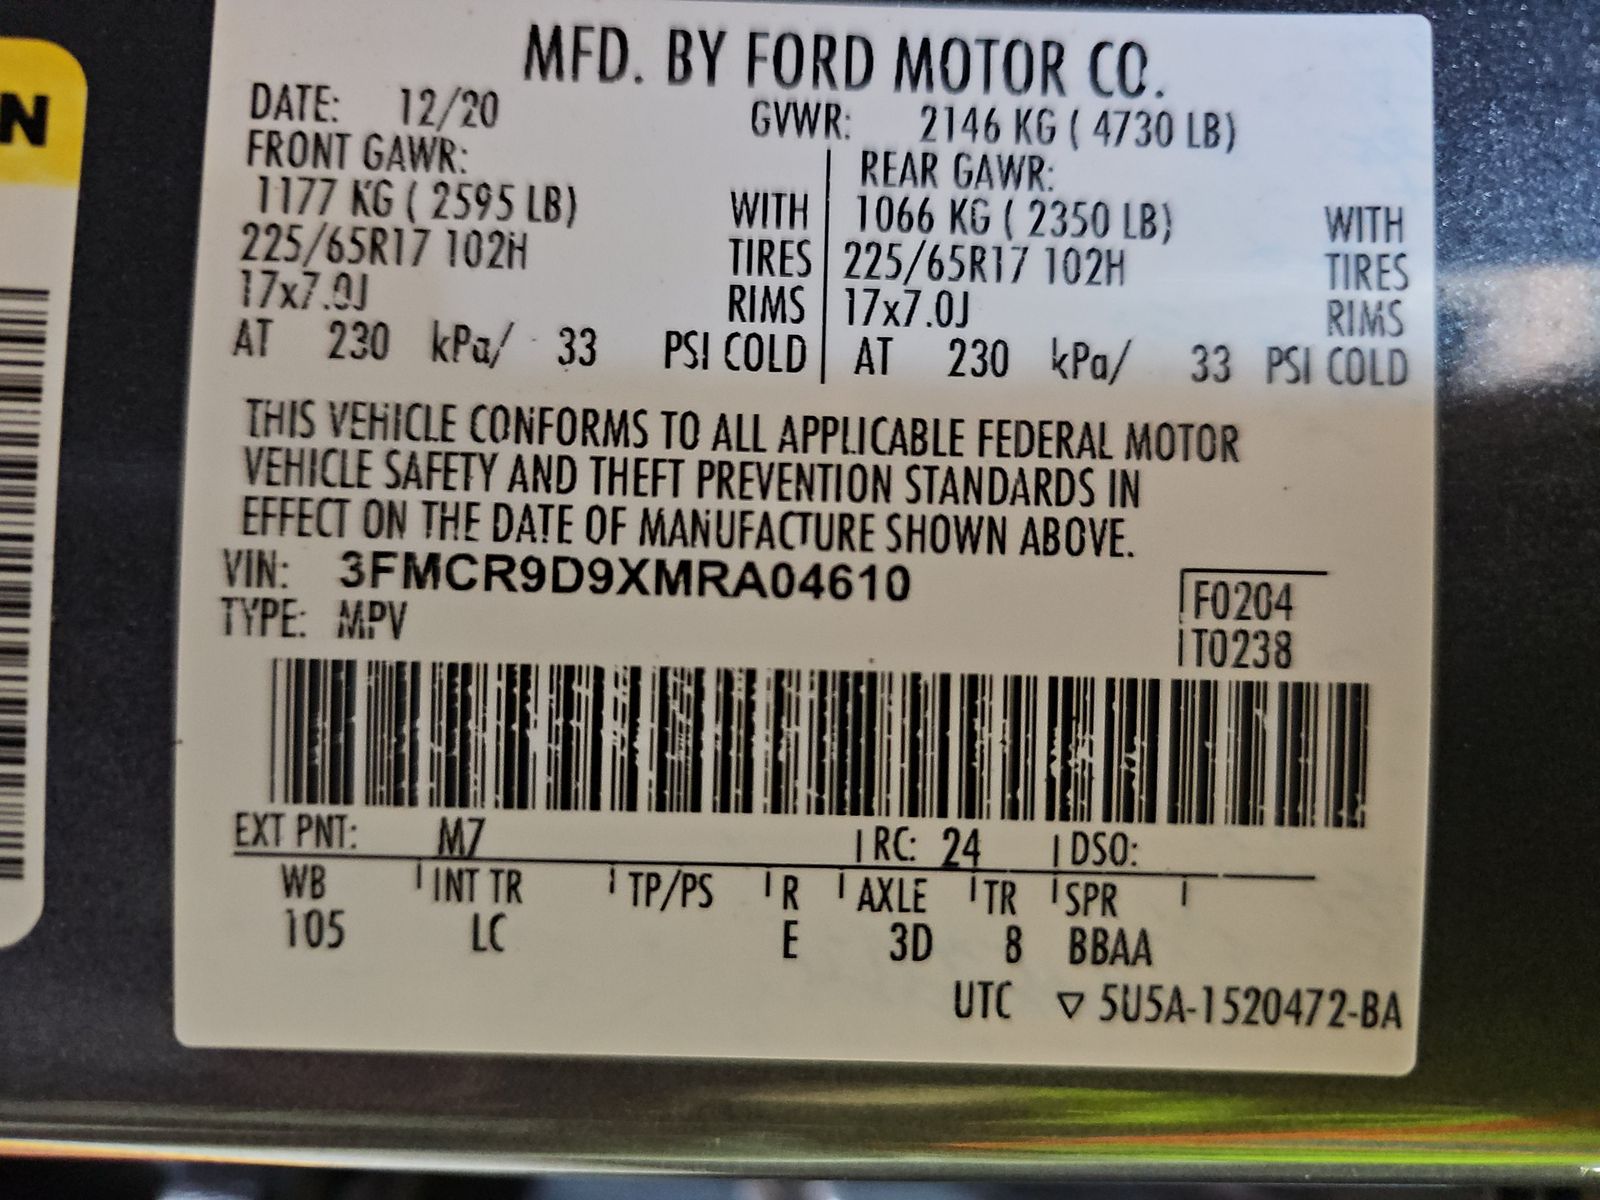 N
MFD. BY FORD MOTOR CO.
DATE: 12/20 GVWR: 2146 KG ( 4730 LB)
FRONT GAWR: REAR GAWR:
1177 KG ( 2595 LB) WITH 1066 KG ( 2350 LB) WITH
225/65R17 102H TIRES 225/65R17 102H TIRES
17x7.0J RIMS 17x7.0J RIMS
AT 230 kPa/ 33 PSI COLD AT 230 kPa/ 33 PSI COLD
THIS VEHICLE CONFORMS TO ALL APPLICABLE FEDERAL MOTOR
VEHICLE SAFETY AND THEFT PREVENTION STANDARDS IN
EFFECT ON THE DATE OF MANUFACTURE SHOWN ABOVE.
VIN: 3FMCR9D9XMRA04610
F0204
TYPE: MPV
T0238
EXT PNT: M7 RC: 24 DSO:
WB INT TR TP/PS R AXLE TR SPR
105 LC E 3D 8 BBAA
UTC ▽ 5U5A-1520472-BA